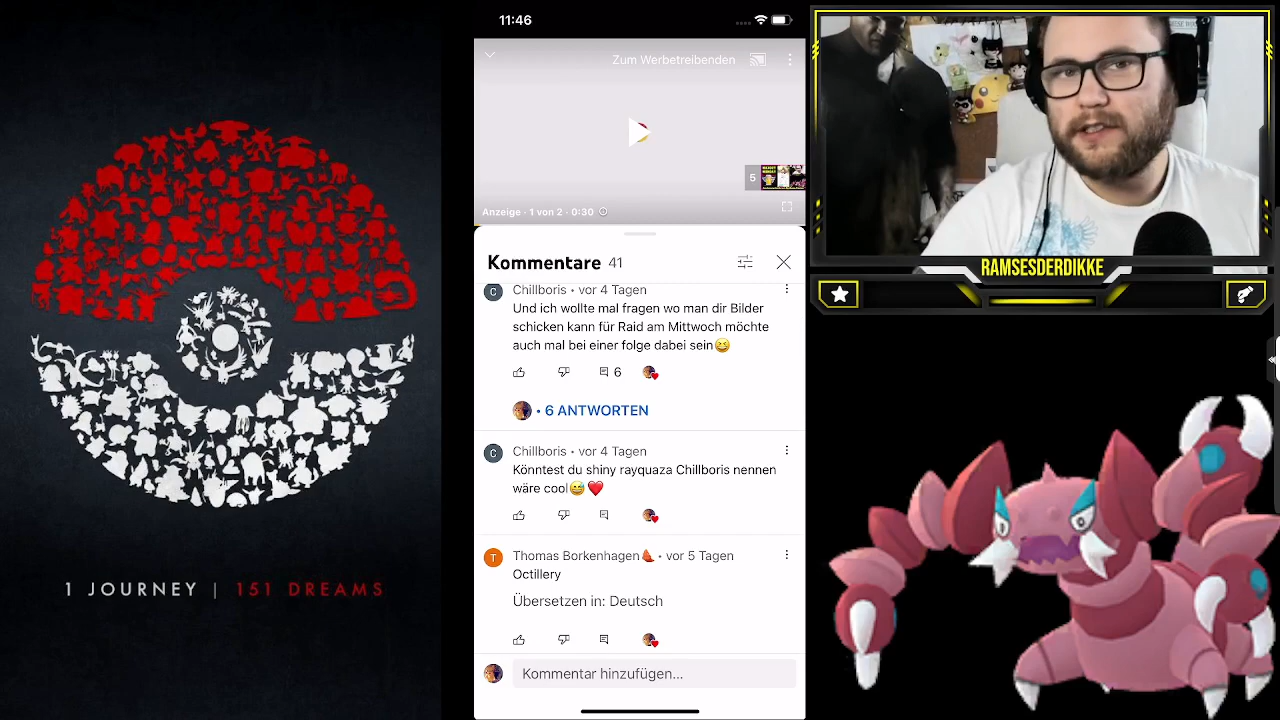 1 JOURNEY | 151 DREAMS
11:46
Zum Werbetreibenden
5
Anzeige · 1 von 2 · 0:30
Kommentare 41
C
Chillboris • vor 4 Tagen
Und ich wollte mal fragen wo man dir Bilder
schicken kann für Raid am Mittwoch möchte
auch mal bei einer folge dabei sein😆
6
• 6 ANTWORTEN
C
Chillboris • vor 4 Tagen
Könntest du shiny rayquaza Chillboris nennen
wäre cool😅❤️
T
Thomas Borkenhagen • vor 5 Tagen
Octillery
Übersetzen in: Deutsch
Kommentar hinzufügen...
RAMSESDERDIKKE